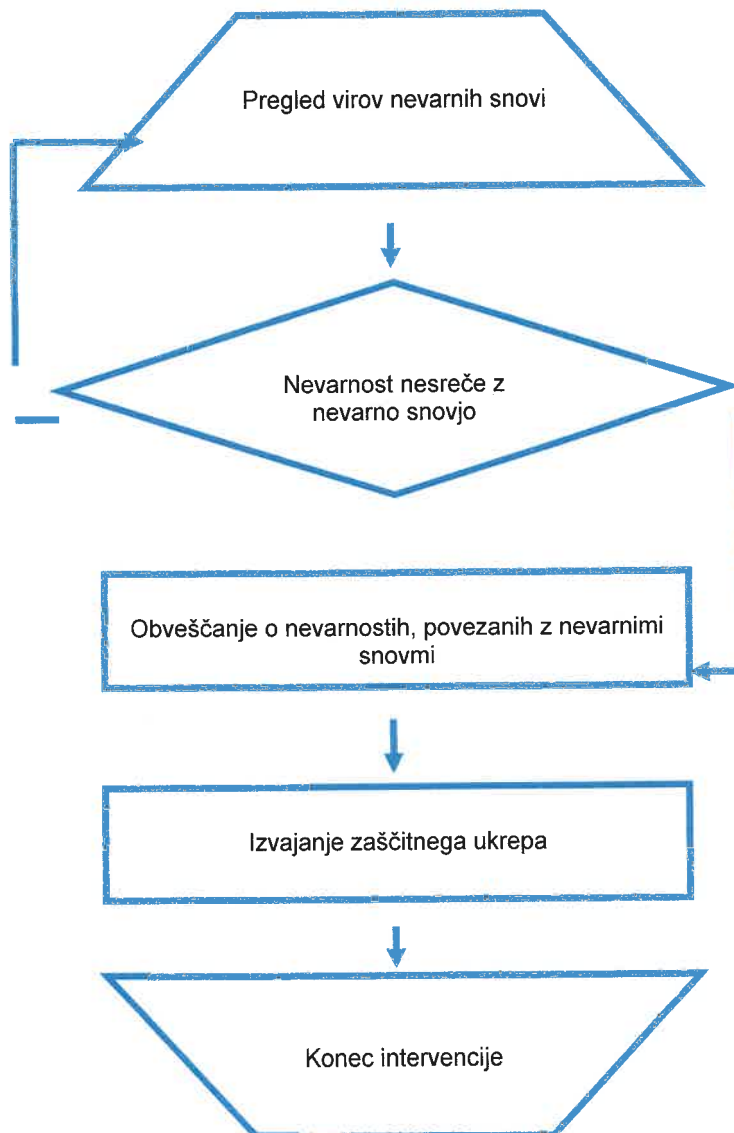 Pregled virov nevarnih snovi
Nevarnost nesreče z
nevarno snovjo
Obveščanje o nevarnostih, povezanih z nevarnimi
snovmi
Izvajanje zaščitnega ukrepa
Konec intervencije